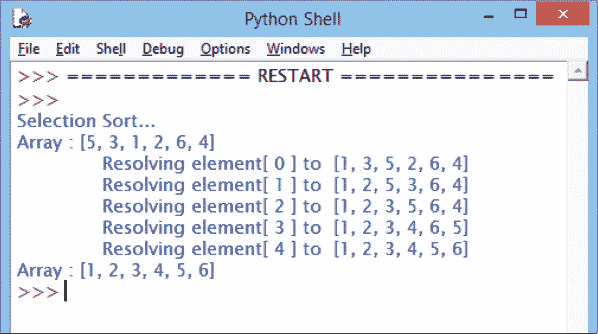 Python Shell
File Edit Shell Debug Options Windows Help
>>> ============= RESTART ===============
>>>
Selection Sort...
Array : [5, 3, 1, 2, 6, 4]
Resolving element[ 0 ] to [1, 3, 5, 2, 6, 4]
Resolving element[ 1 ] to [1, 2, 5, 3, 6, 4]
Resolving element[ 2 ] to [1, 2, 3, 5, 6, 4]
Resolving element[ 3 ] to [1, 2, 3, 4, 6, 5]
Resolving element[ 4 ] to [1, 2, 3, 4, 5, 6]
Array : [1, 2, 3, 4, 5, 6]
>>>